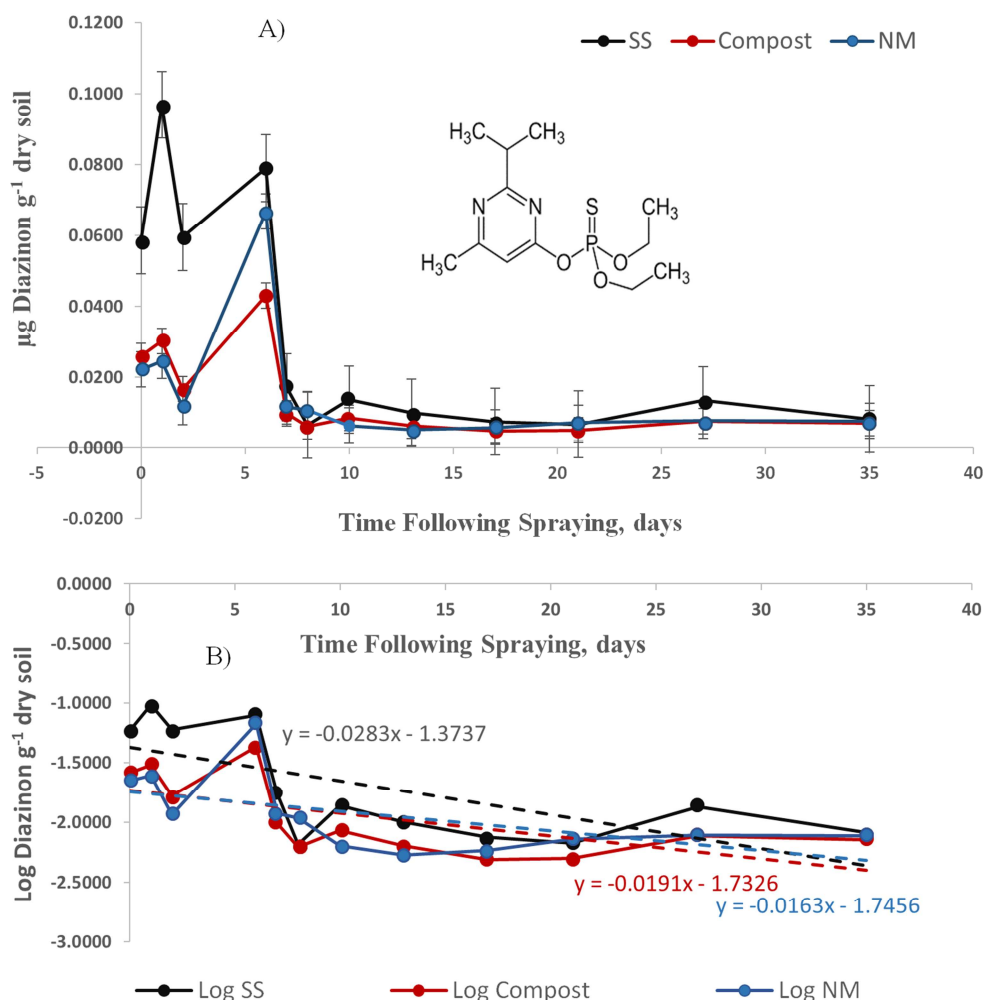 A)
SS Compost NM
µg Diazinon g-1 dry soil
0.1200
0.1000
0.0800
0.0600
0.0400
0.0200
0.0000
-0.0200
H3C CH3
N N S CH3
H3C O P O
O CH3
-5 0 5 10 15 20 25 30 35 40
Time Following Spraying, days
B)
Log Diazinon g-1 dry soil
0.0000
-0.5000
-1.0000
-1.5000
-2.0000
-2.5000
-3.0000
0 5 10 15 20 25 30 35 40
Time Following Spraying, days
y = -0.0283x - 1.3737
y = -0.0191x - 1.7326
y = -0.0163x - 1.7456
Log SS Log Compost Log NM